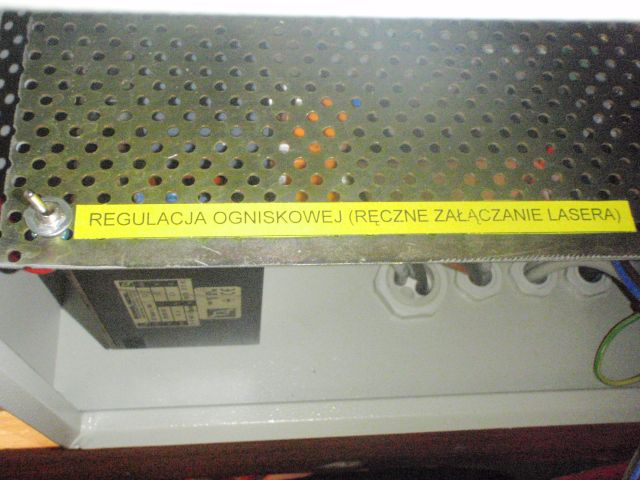 REGULACJA OGNISKOWEJ (RĘCZNE ZAŁĄCZANIE LASERA)